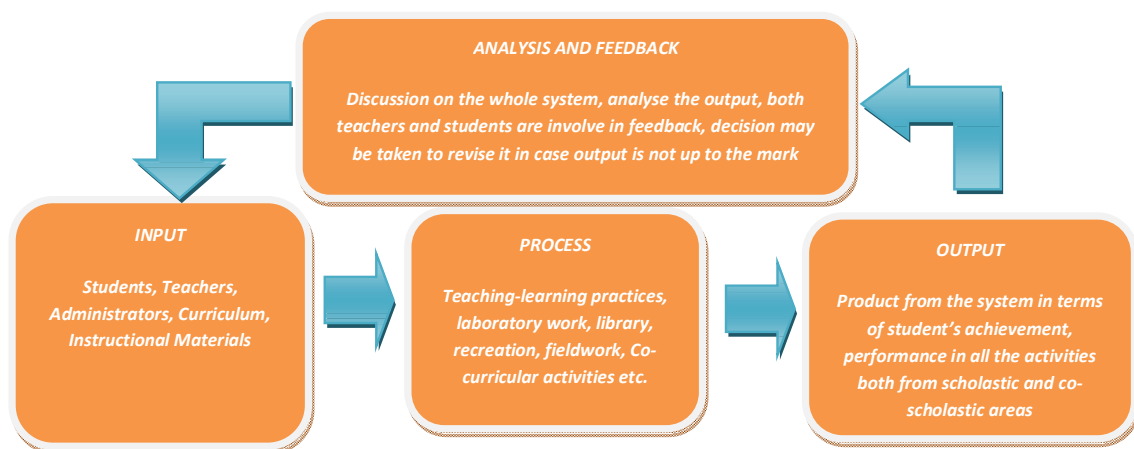 ANALYSIS AND FEEDBACK
Discussion on the whole system, analyse the output, both
teachers and students are involve in feedback, decision may
be taken to revise it in case output is not up to the mark
INPUT
Students, Teachers,
Administrators, Curriculum,
Instructional Materials
PROCESS
Teaching-learning practices,
laboratory work, library,
recreation, fieldwork, Co-
curricular activities etc.
OUTPUT
Product from the system in terms
of student’s achievement,
performance in all the activities
both from scholastic and co-
scholastic areas